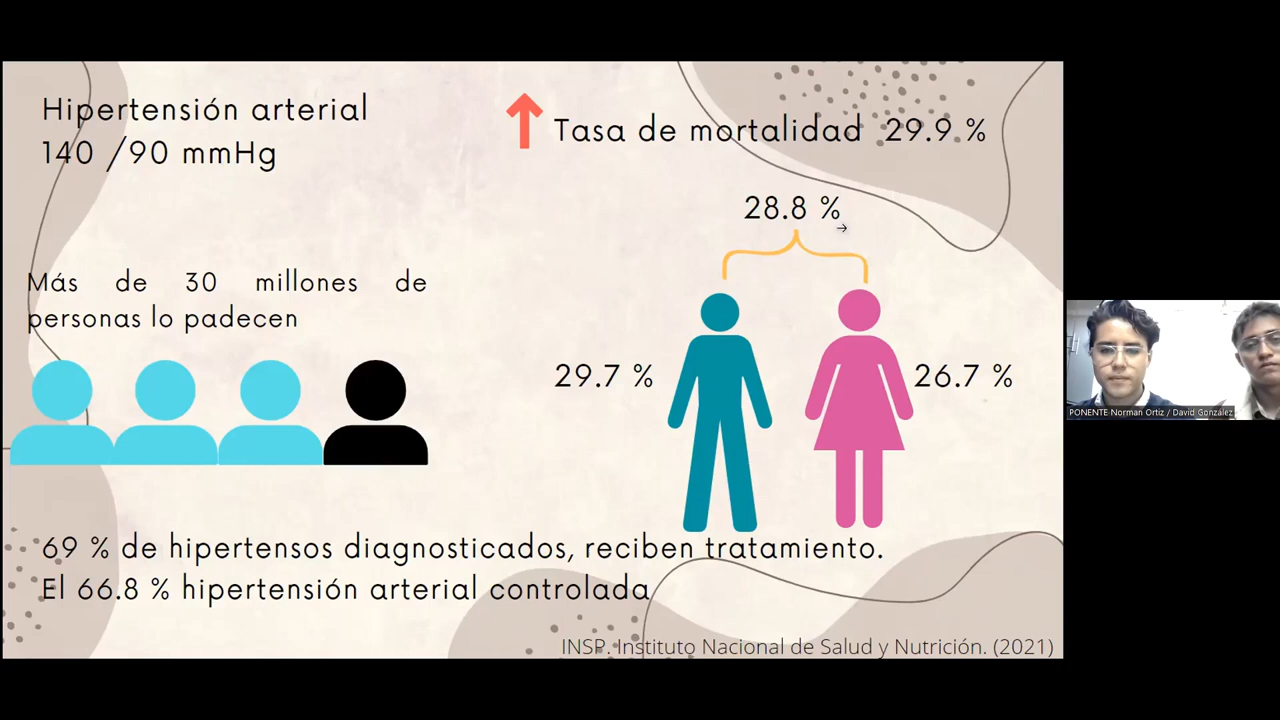 Hipertensión arterial
140 /90 mmHg
Tasa de mortalidad 29.9 %
28.8 %
Más de 30 millones de
personas lo padecen
29.7 %
26.7 %
69 % de hipertensos diagnosticados, reciben tratamiento.
El 66.8 % hipertensión arterial controlada
INSP. Instituto Nacional de Salud y Nutrición. (2021)
PONENTE Norman Ortiz / David González